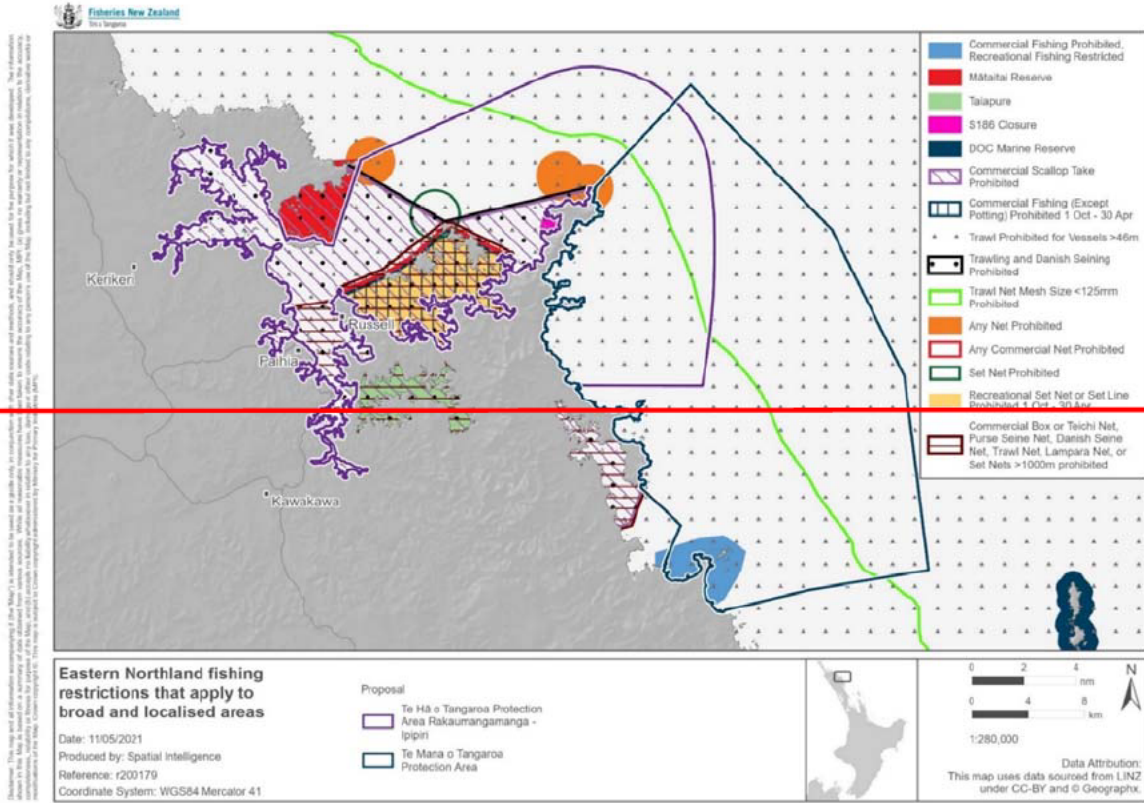 Fisheries New Zealand
Tini a Tangaroa
Commercial Fishing Prohibited,
Recreational Fishing Restricted
Mātaitai Reserve
Taiapure
S186 Closure
DOC Marine Reserve
Commercial Scallop Take
Prohibited
Commercial Fishing (Except
Potting) Prohibited 1 Oct - 30 Apr
Trawl Prohibited for Vessels >46m
Trawling and Danish Seining
Prohibited
Trawl Net Mesh Size <125mm
Prohibited
Any Net Prohibited
Any Commercial Net Prohibited
Set Net Prohibited
Recreational Set Net or Set Line
Prohibited 1 Oct - 30 Apr
Commercial Box or Teichi Net,
Purse Seine Net, Danish Seine
Net, Trawl Net, Lampara Net, or
Set Nets >1000m prohibited
Kerikeri
Russell
Paihia
Kawakawa
Eastern Northland fishing
restrictions that apply to
broad and localised areas
Date: 11/05/2021
Produced by: Spatial Intelligence
Reference: r200179
Coordinate System: WGS84 Mercator 41
Proposal
Te Hā o Tangaroa Protection
Area Rakaumangamanga -
Ipipiri
Te Mana o Tangaroa
Protection Area
0 2 4
nm
0 4 8
km
1:280,000
N
Data Attribution:
This map uses data sourced from LINZ
under CC-BY and © Geographx